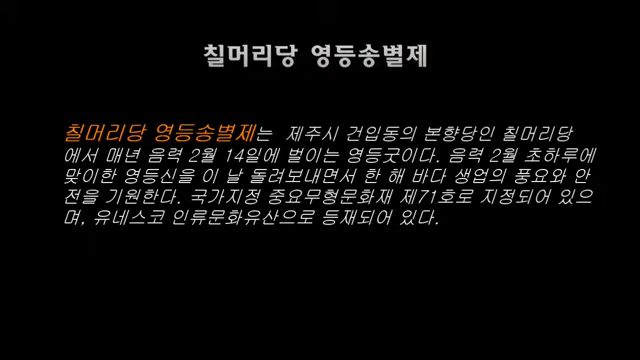 칠머리당 영등송별제
칠머리당 영등송별제는 제주시 건입동의 본향당인 칠머리당
에서 매년 음력 2월 14일에 벌이는 영등굿이다. 음력 2월 초하루에
맞이한 영등신을 이 날 돌려보내면서 한 해 바다 생업의 풍요와 안
전을 기원한다. 국가지정 중요무형문화재 제71호로 지정되어 있으
며, 유네스코 인류문화유산으로 등재되어 있다.